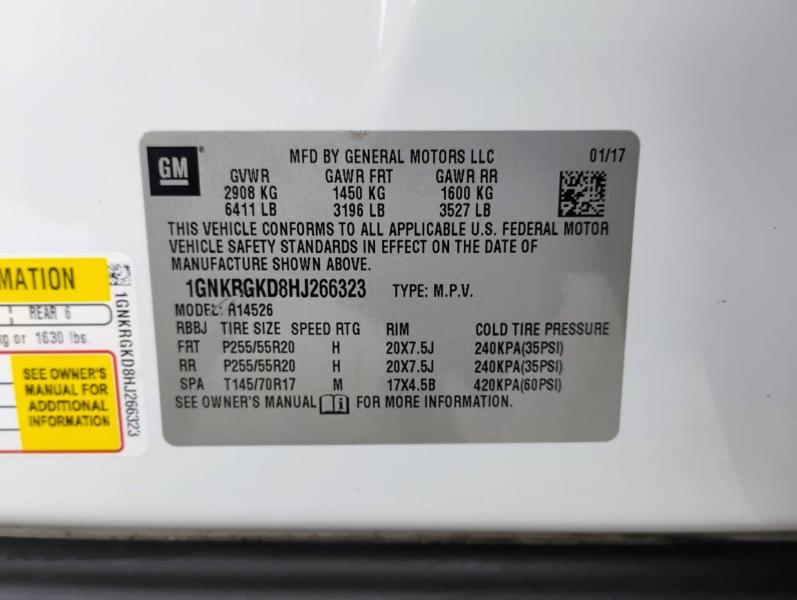 GM
MFD BY GENERAL MOTORS LLC 01/17
GVWR GAWR FRT GAWR RR
2908 KG 1450 KG 1600 KG
6411 LB 3196 LB 3527 LB
THIS VEHICLE CONFORMS TO ALL APPLICABLE U.S. FEDERAL MOTOR
VEHICLE SAFETY STANDARDS IN EFFECT ON THE DATE OF
MANUFACTURE SHOWN ABOVE.
1GNKRGKD8HJ266323 TYPE: M.P.V.
MODEL: R14526
RBBJ TIRE SIZE SPEED RTG RIM COLD TIRE PRESSURE
FRT P255/55R20 H 20X7.5J 240KPA(35PSI)
RR P255/55R20 H 20X7.5J 240KPA(35PSI)
SPA T145/70R17 M 17X4.5B 420KPA(60PSI)
SEE OWNER'S MANUAL i FOR MORE INFORMATION.
MATION
REAR 6
kg or 1630 lbs.
SEE OWNER'S
MANUAL FOR
ADDITIONAL
INFORMATION
1GNKRGKD8HJ266323